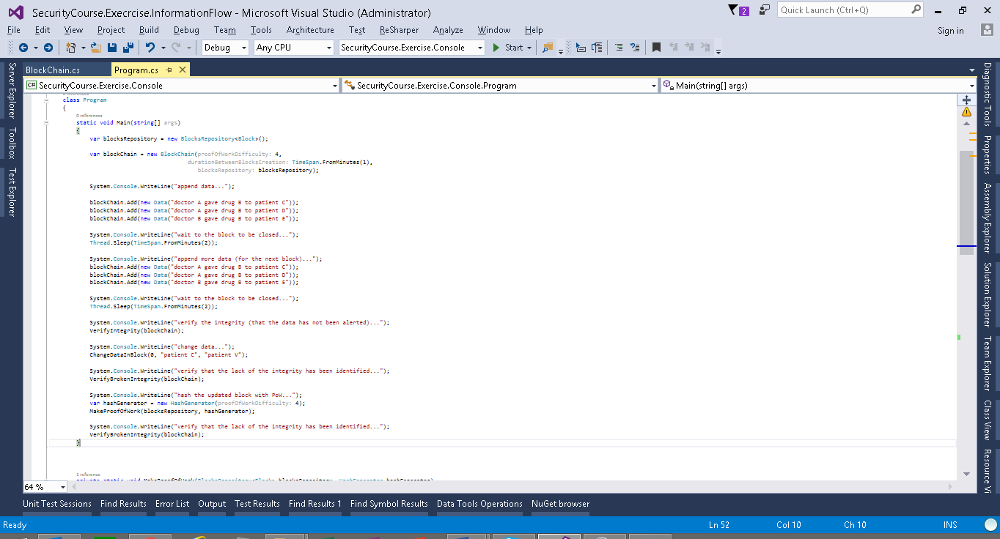 SecurityCourse.Exercise.InformationFlow - Microsoft Visual Studio (Administrator)
2
Quick Launch (Ctrl+Q)
File Edit View Project Build Debug Team Tools Architecture Test ReSharper Analyze Window Help
Sign in
Debug Any CPU SecurityCourse.Exercise.Console Start
BlockChain.cs Program.cs
C# SecurityCourse.Exercise.Console SecurityCourse.Exercise.Console.Program Main(string[] args)
Server Explorer
Toolbox
Test Explorer
0 references
class Program
{
0 references
static void Main(string[] args)
{
var blocksRepository = new BlocksRepository<Block>();
var blockChain = new BlockChain(proofOfWorkDifficulty: 4,
durationBetweenBlocksCreation: TimeSpan.FromMinutes(1),
blocksRepository: blocksRepository);
System.Console.WriteLine("append data...");
blockChain.Add(new Data("doctor A gave drug B to patient C"));
blockChain.Add(new Data("doctor A gave drug B to patient D"));
blockChain.Add(new Data("doctor B gave drug B to patient E"));
System.Console.WriteLine("wait to the block to be closed...");
Thread.Sleep(TimeSpan.FromMinutes(2));
System.Console.WriteLine("append more data (for the next block)...");
blockChain.Add(new Data("doctor A gave drug B to patient C"));
blockChain.Add(new Data("doctor A gave drug B to patient D"));
blockChain.Add(new Data("doctor B gave drug B to patient E"));
System.Console.WriteLine("wait to the block to be closed...");
Thread.Sleep(TimeSpan.FromMinutes(2));
System.Console.WriteLine("verify the integrity (that the data has not been alerted)...");
VerifyIntegrity(blockChain);
System.Console.WriteLine("change data...");
ChangeDataInBlock(0, "patient C", "patient V");
System.Console.WriteLine("verify that the lack of the integrity has been identified...");
VerifyBrokenIntegrity(blockChain);
System.Console.WriteLine("hash the updated block with PoW...");
var hashGenerator = new HashGenerator(proofOfWorkDifficulty: 4);
MakeProofOfWork(blocksRepository, hashGenerator);
System.Console.WriteLine("verify that the lack of the integrity has been identified...");
VerifyBrokenIntegrity(blockChain);
}
1 reference
private static void MakeProofOfWork(BlocksRepository<Block> blocksRepository, HashGenerator hashGenerator)
Diagnostic Tools
Properties
Assembly Explorer
Solution Explorer
Team Explorer
Class View
Resource Vi
64 %
Unit Test Sessions Find Results Error List Output Test Results Find Results 1 Find Symbol Results Data Tools Operations NuGet browser
Ready Ln 52 Col 10 Ch 10 INS